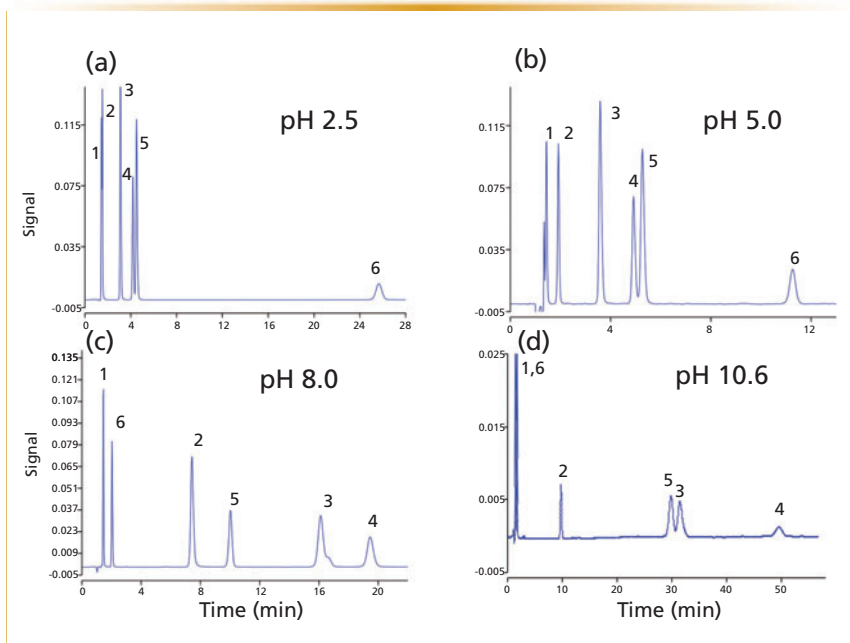 (a)
pH 2.5
Signal
0.115
0.075
0.035
-0.005
1
2
3
4
5
6
0 4 8 12 16 20 24 28
(b)
pH 5.0
0.115
0.075
0.035
-0.005
1
2
3
4
5
6
0 4 8 12
(c)
pH 8.0
Signal
0.135
0.121
0.107
0.093
0.079
0.065
0.051
0.037
0.023
0.009
-0.005
1
6
2
5
3
4
0 4 8 12 16 20
Time (min)
(d)
pH 10.6
0.025
0.015
0.005
-0.005
1,6
2
5
3
4
0 10 20 30 40 50
Time (min)